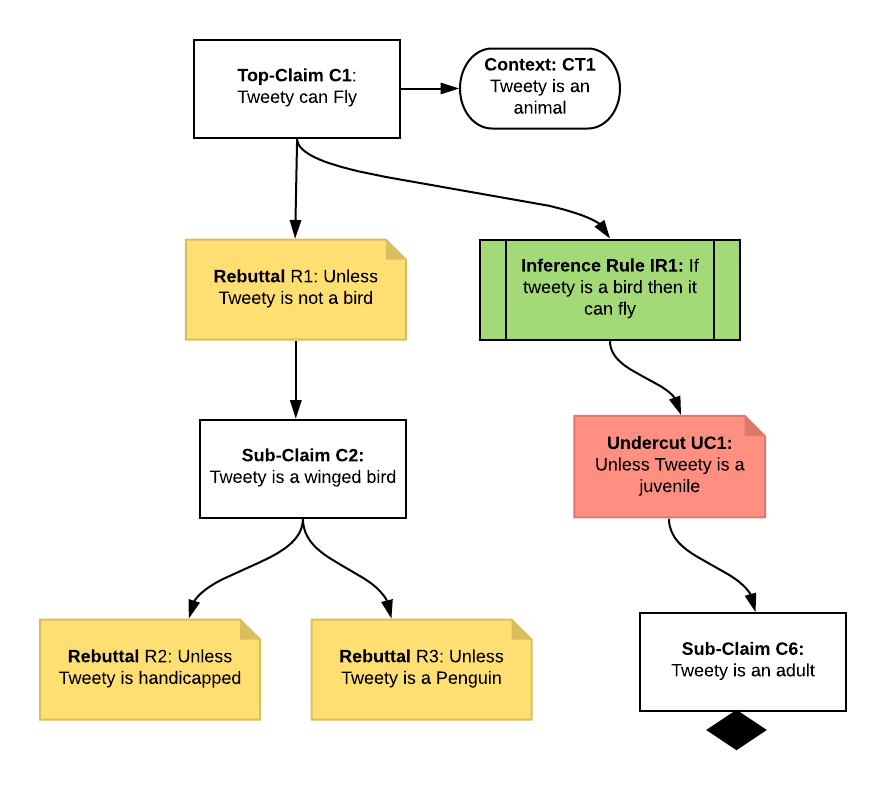 Top-Claim C1:
Tweety can Fly
Context: CT1
Tweety is an
animal
Rebuttal R1: Unless
Tweety is not a bird
Inference Rule IR1: If
tweety is a bird then it
can fly
Sub-Claim C2:
Tweety is a winged bird
Undercut UC1:
Unless Tweety is a
juvenile
Rebuttal R2: Unless
Tweety is handicapped
Rebuttal R3: Unless
Tweety is a Penguin
Sub-Claim C6:
Tweety is an adult